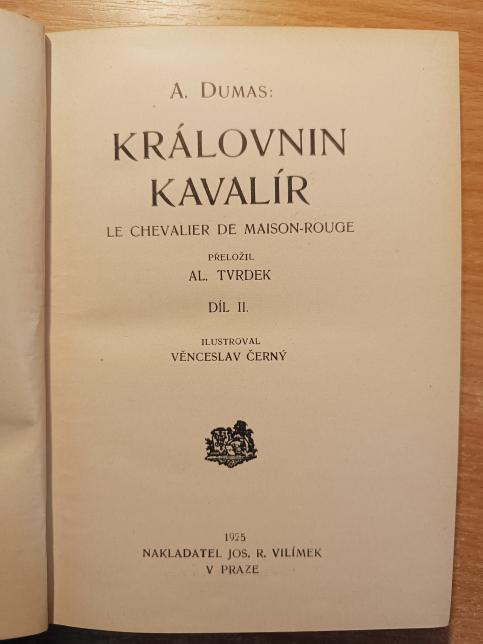 A. DUMAS:
KRÁLOVNIN
KAVALÍR
LE CHEVALIER DE MAISON-ROUGE
PŘELOŽIL
AL. TVRDEK
DÍL II.
ILUSTROVAL
VĚNCESLAV ČERNÝ
1925
NAKLADATEL JOS. R. VILÍMEK
V PRAZE